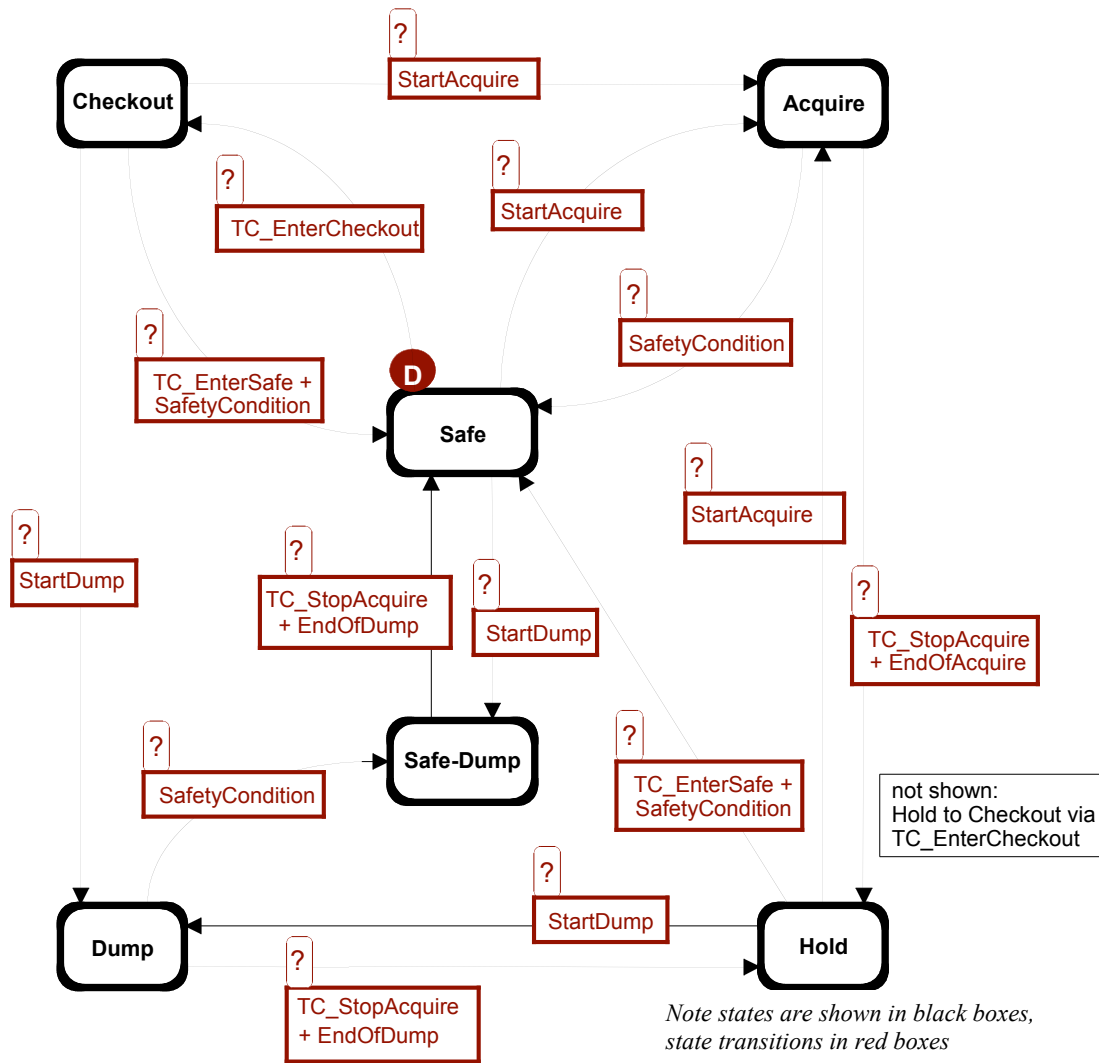 ?
StartAcquire
Checkout
Acquire
?
TC_EnterCheckout
?
StartAcquire
?
SafetyCondition
?
TC_EnterSafe +
SafetyCondition
D
Safe
?
StartAcquire
?
StartDump
?
TC_StopAcquire
+ EndOfDump
?
StartDump
?
TC_StopAcquire
+ EndOfAcquire
?
SafetyCondition
Safe-Dump
?
TC_EnterSafe +
SafetyCondition
not shown:
Hold to Checkout via
TC_EnterCheckout
?
StartDump
Dump
Hold
?
TC_StopAcquire
+ EndOfDump
Note states are shown in black boxes,
state transitions in red boxes